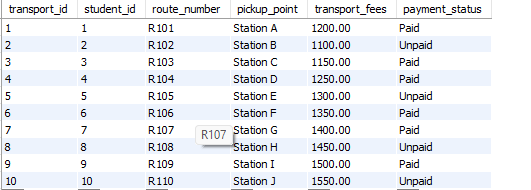 transport_id student_id route_number pickup_point transport_fees payment_status
1 1 R101 Station A 1200.00 Paid
2 2 R102 Station B 1100.00 Unpaid
3 3 R103 Station C 1150.00 Paid
4 4 R104 Station D 1250.00 Paid
5 5 R105 Station E 1300.00 Unpaid
6 6 R106 Station F 1350.00 Paid
7 7 R107 R107 Station G 1400.00 Paid
8 8 R108 Station H 1450.00 Unpaid
9 9 R109 Station I 1500.00 Paid
10 10 R110 Station J 1550.00 Unpaid